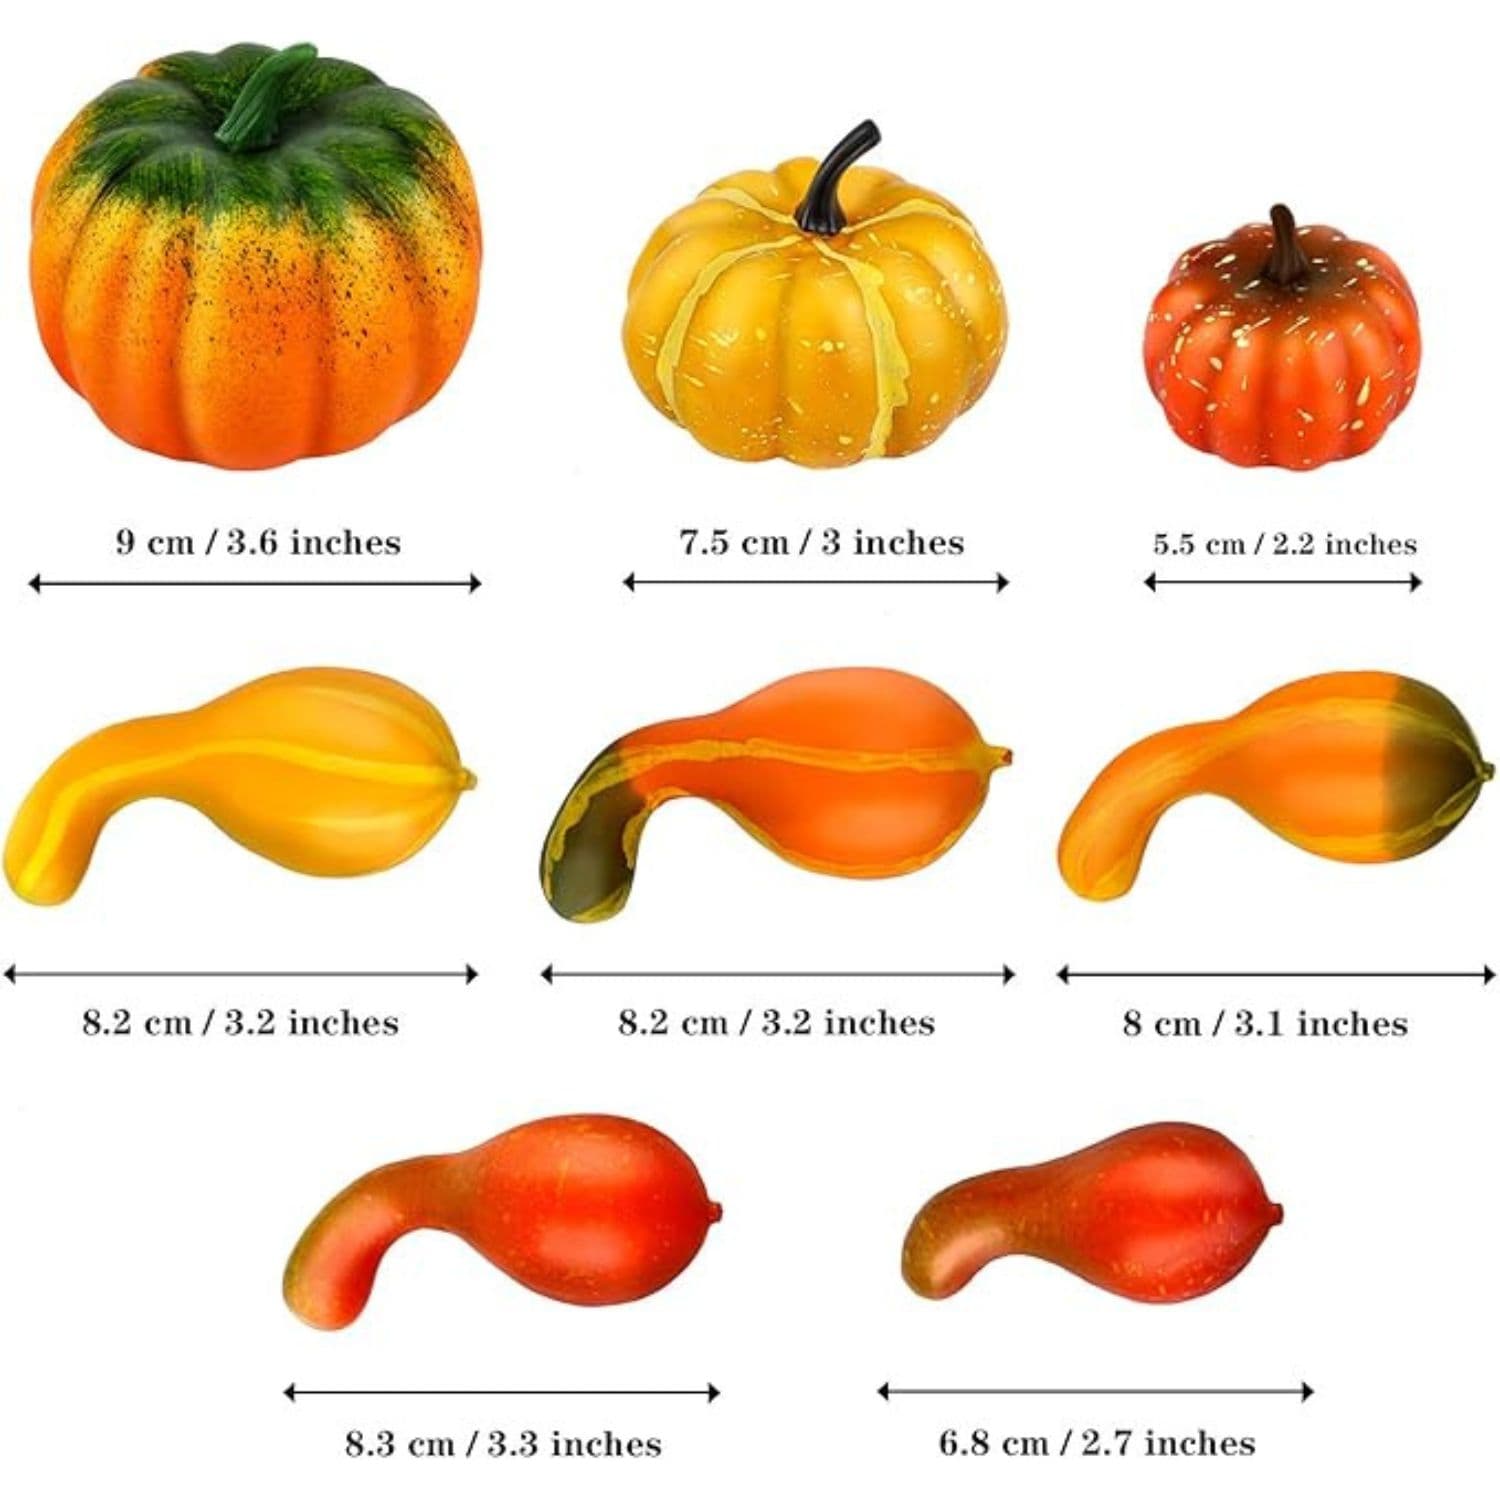 9 cm / 3.6 inches
7.5 cm / 3 inches
5.5 cm / 2.2 inches
8.2 cm / 3.2 inches
8.2 cm / 3.2 inches
8 cm / 3.1 inches
8.3 cm / 3.3 inches
6.8 cm / 2.7 inches